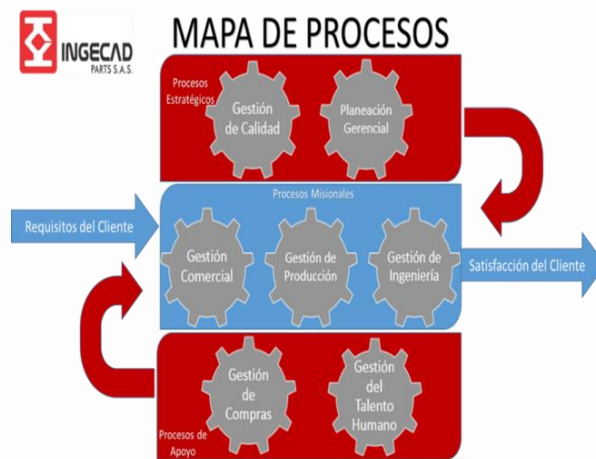 INGECAD
PARTS S.A.S.
MAPA DE PROCESOS
Procesos
Estratégicos
Gestión
de Calidad
Planeación
Gerencial
Procesos Misionales
Requisitos del Cliente
Gestión
Comercial
Gestión de
Producción
Gestión de
Ingeniería
Satisfacción del Cliente
Gestión
de
Compras
Gestión
del
Talento
Humano
Procesos de
Apoyo